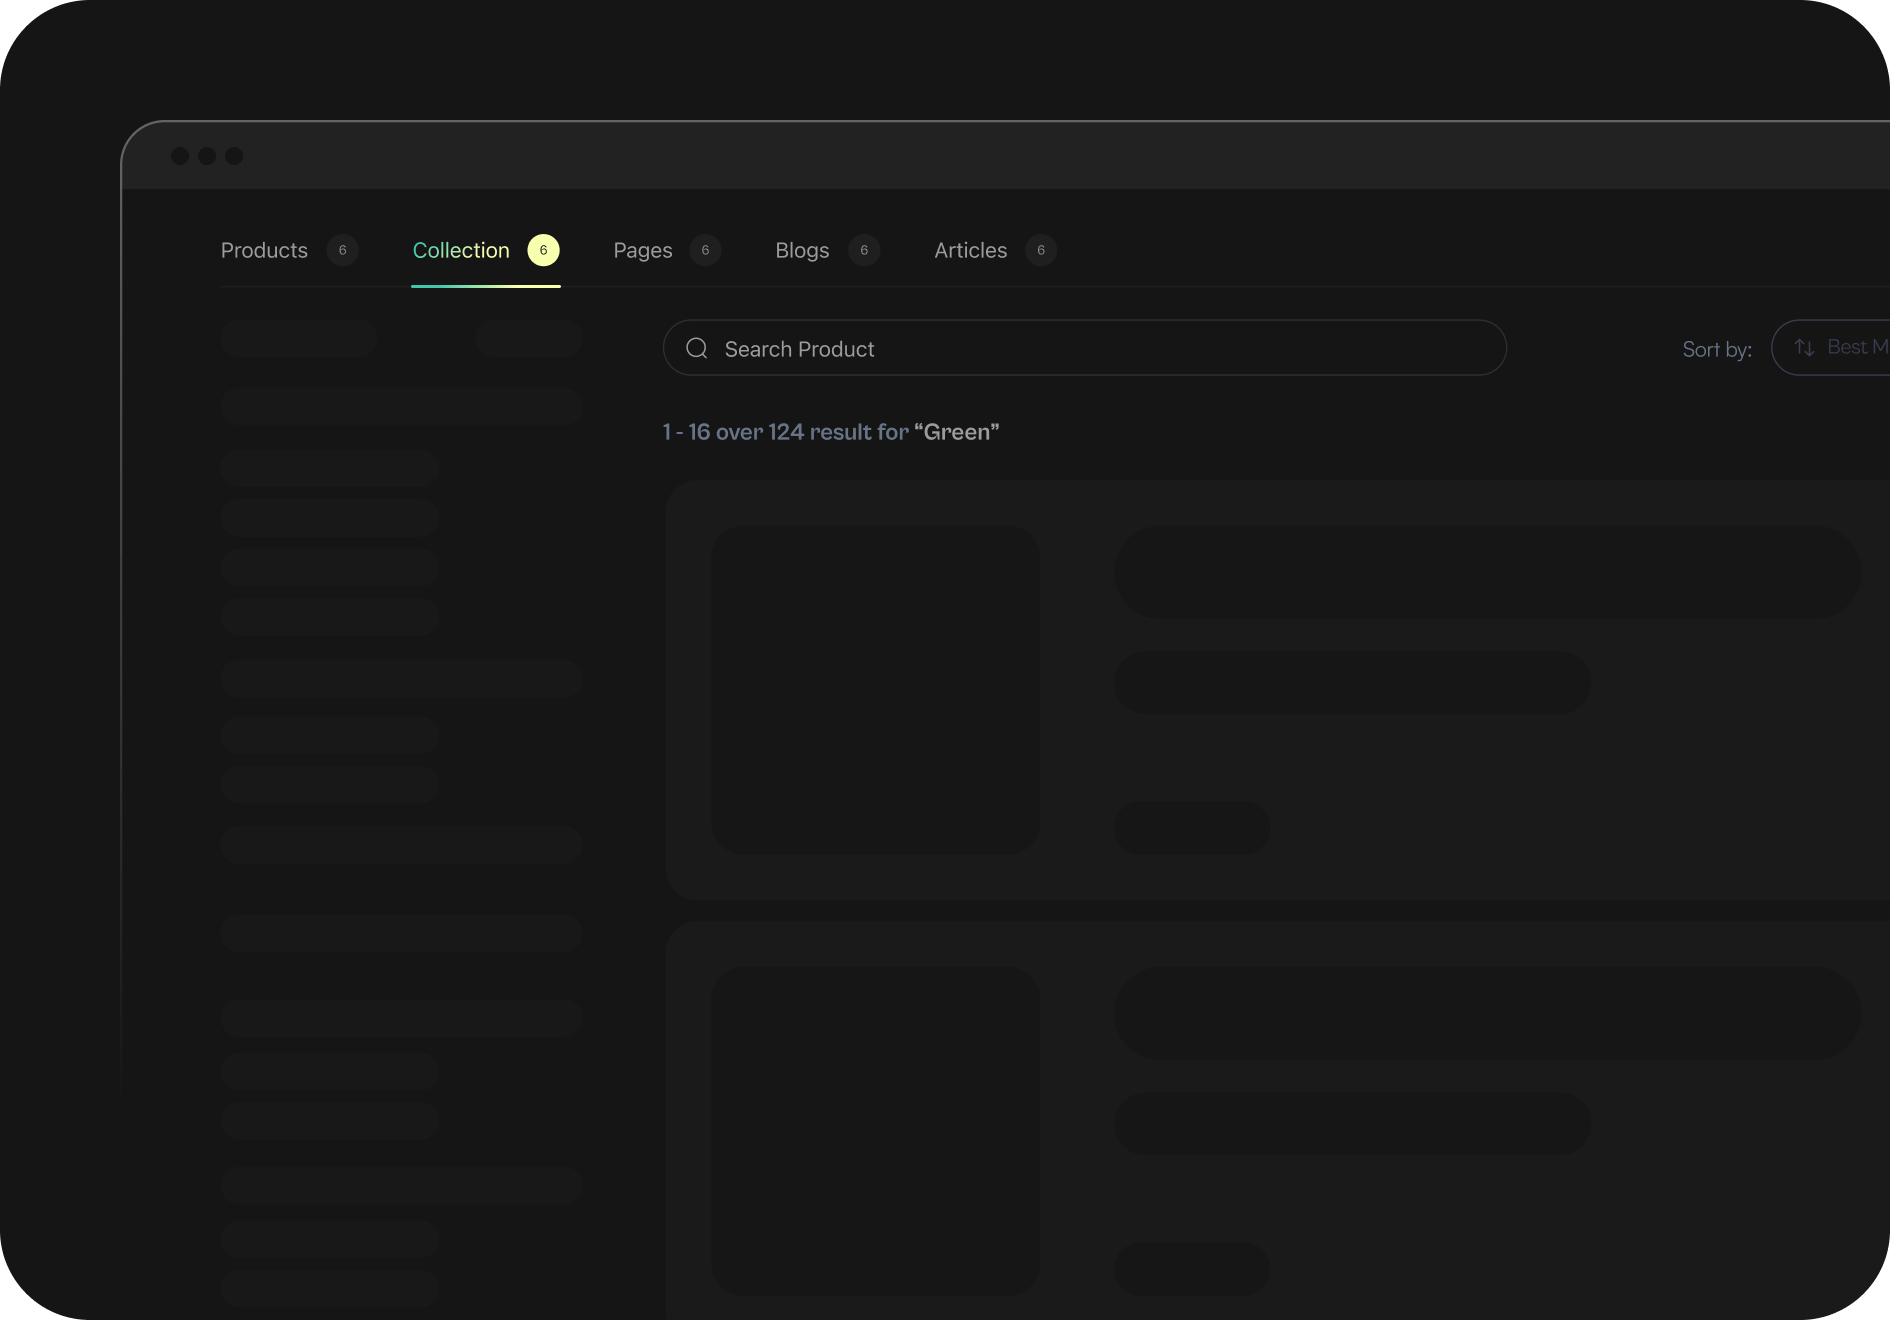 Products 6 Collection 6 Pages 6 Blogs 6 Articles 6
Search Product
Sort by: Best M
1 - 16 over 124 result for “Green”